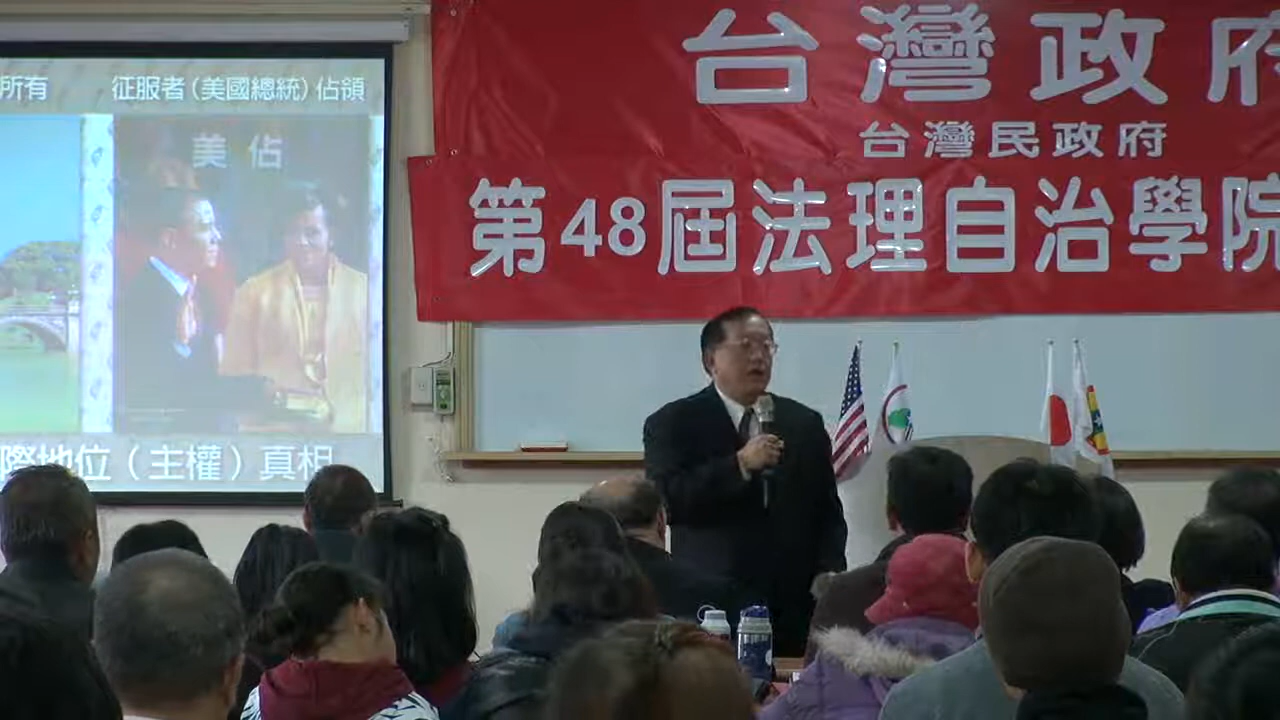 所有 征服者（美國總統）佔領
美 佔
際地位（主權）真相
台灣政府
台灣民政府
第48屆法理自治學院